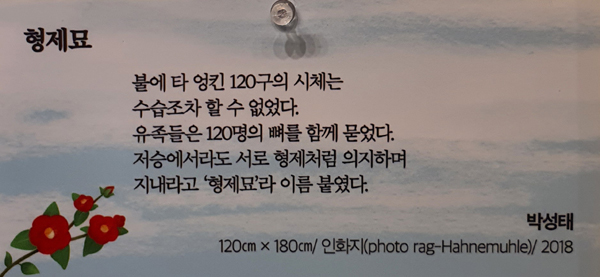 형제묘
불에 타 엉킨 120구의 시체는
수습조차 할 수 없었다.
유족들은 120명의 뼈를 함께 묻었다.
저승에서라도 서로 형제처럼 의지하며
지내라고 ‘형제묘’라 이름 붙였다.
박성태
120㎝ × 180㎝/ 인화지(photo rag-Hahnemuhle)/ 2018